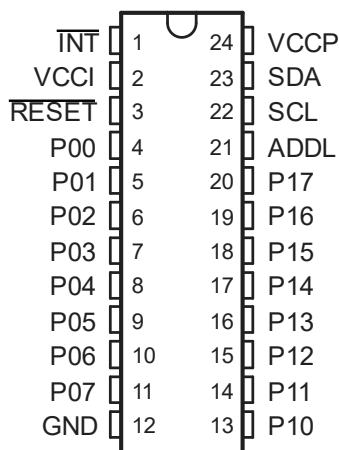 INT 1 24 VCCP
VCCI 2 23 SDA
RESET 3 22 SCL
P00 4 21 ADDL
P01 5 20 P17
P02 6 19 P16
P03 7 18 P15
P04 8 17 P14
P05 9 16 P13
P06 10 15 P12
P07 11 14 P11
GND 12 13 P10